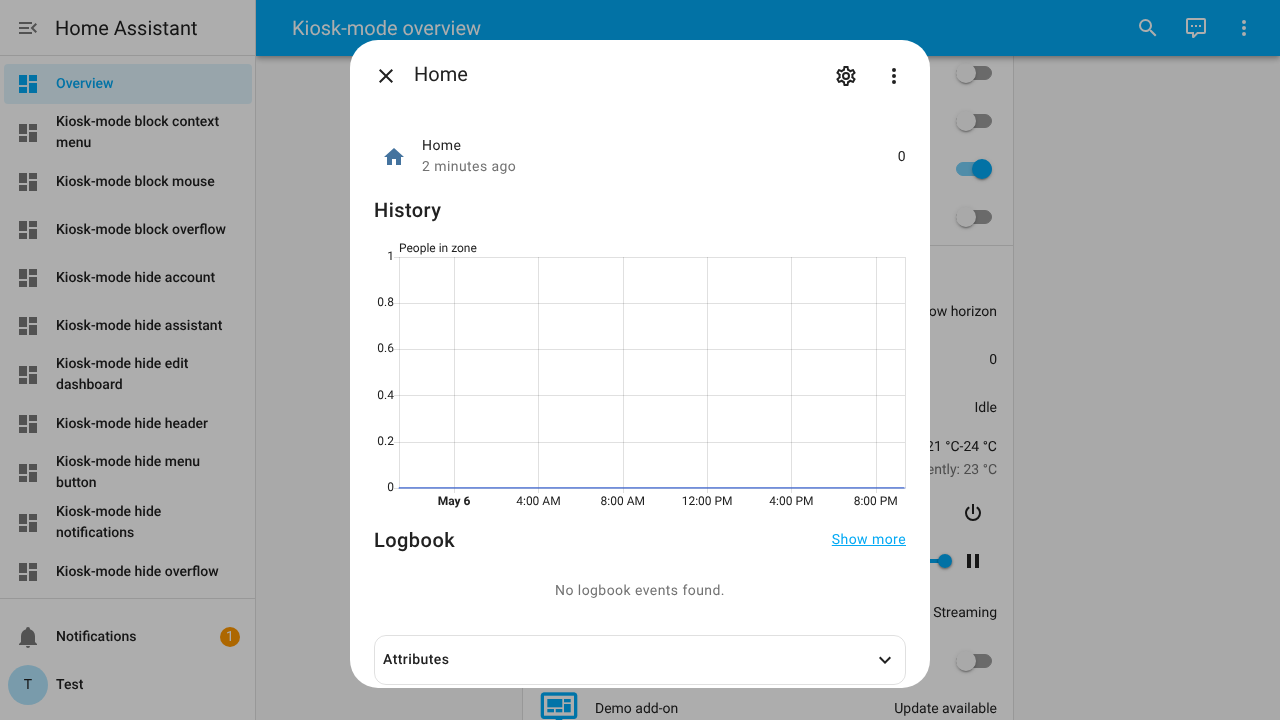 Home Assistant
Kiosk-mode overview
Overview
Kiosk-mode block context
menu
Kiosk-mode block mouse
Kiosk-mode block overflow
Kiosk-mode hide account
Kiosk-mode hide assistant
Kiosk-mode hide edit
dashboard
Kiosk-mode hide header
Kiosk-mode hide menu
button
Kiosk-mode hide
notifications
Kiosk-mode hide overflow
Notifications
1
T
Test
Home
Home
2 minutes ago
0
History
People in zone
1
0.8
0.6
0.4
0.2
0
May 6
4:00 AM
8:00 AM
12:00 PM
4:00 PM
8:00 PM
Logbook
Show more
No logbook events found.
Attributes
ow horizon
0
Idle
21 °C-24 °C
ently: 23 °C
Streaming
Demo add-on
Update available